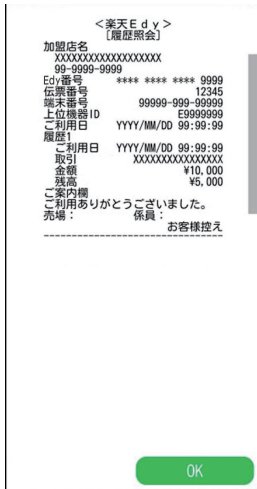 <楽天Ｅｄｙ>
[履歴照会]
加盟店名
XXXXXXXXXXXXXXXXXXX
99-9999-9999
Edy番号 **** **** **** 9999
伝票番号 12345
端末番号 99999-999-99999
上位機器ID E9999999
ご利用日 YYYY/MM/DD 99:99:99
履歴1
ご利用日 YYYY/MM/DD 99:99:99
取引 XXXXXXXXXXXXXXXX
金額 ¥10,000
残高 ¥5,000
ご案内欄
ご利用ありがとうございました。
売場： 係員：
お客様控え
--------------------------------
OK